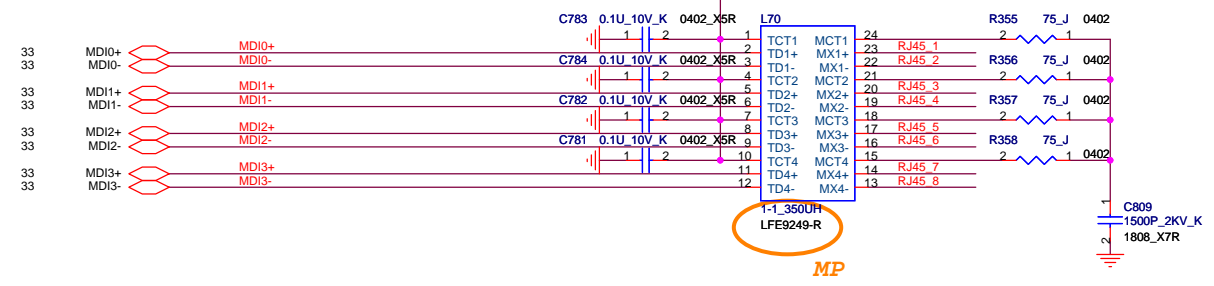 C783 0.1U_10V_K 0402_X5R L70 R355 75_J 0402
1 2 1 TCT1 MCT1 24 2 1
33 MDI0+ MDI0+ 2 TD1+ MX1+ 23 RJ45_1
33 MDI0- MDI0- 3 TD1- MX1- 22 RJ45_2
C784 0.1U_10V_K 0402_X5R R356 75_J 0402
1 2 4 TCT2 MCT2 21 2 1
33 MDI1+ MDI1+ 5 TD2+ MX2+ 20 RJ45_3
33 MDI1- MDI1- 6 TD2- MX2- 19 RJ45_4
C782 0.1U_10V_K 0402_X5R R357 75_J 0402
1 2 7 TCT3 MCT3 18 2 1
33 MDI2+ MDI2+ 8 TD3+ MX3+ 17 RJ45_5
33 MDI2- MDI2- 9 TD3- MX3- 16 RJ45_6
C781 0.1U_10V_K 0402_X5R R358 75_J 0402
1 2 10 TCT4 MCT4 15 2 1
33 MDI3+ MDI3+ 11 TD4+ MX4+ 14 RJ45_7
33 MDI3- MDI3- 12 TD4- MX4- 13 RJ45_8
1-1_350UH
LFE9249-R
MP
1 C809
1500P_2KV_K
2 1808_X7R